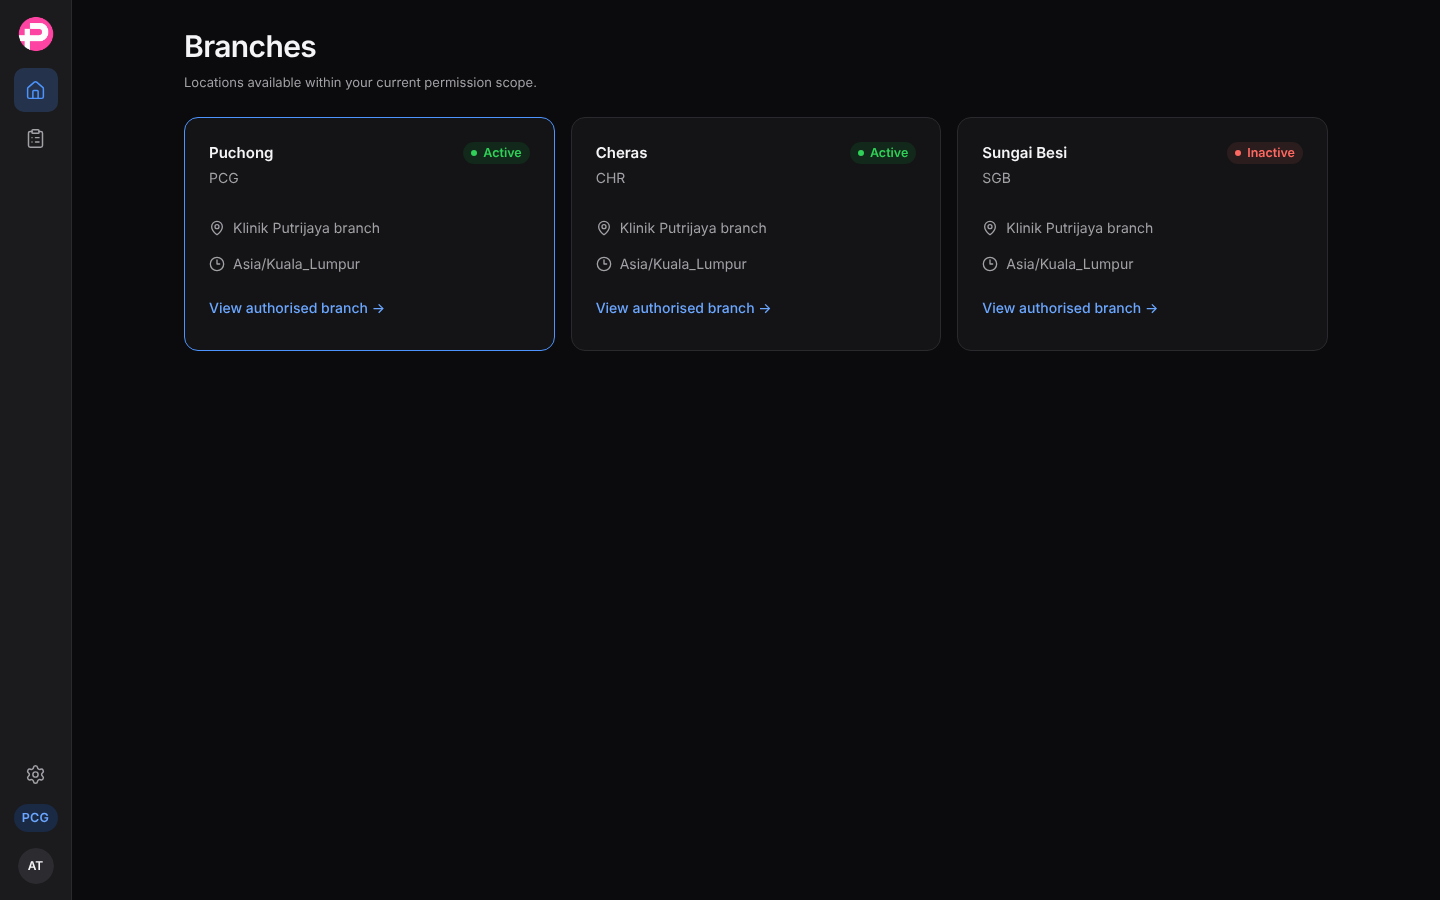 Branches
Locations available within your current permission scope.
Puchong
Active
PCG
Klinik Putrijaya branch
Asia/Kuala_Lumpur
View authorised branch →
Cheras
Active
CHR
Klinik Putrijaya branch
Asia/Kuala_Lumpur
View authorised branch →
Sungai Besi
Inactive
SGB
Klinik Putrijaya branch
Asia/Kuala_Lumpur
View authorised branch →
PCG
AT